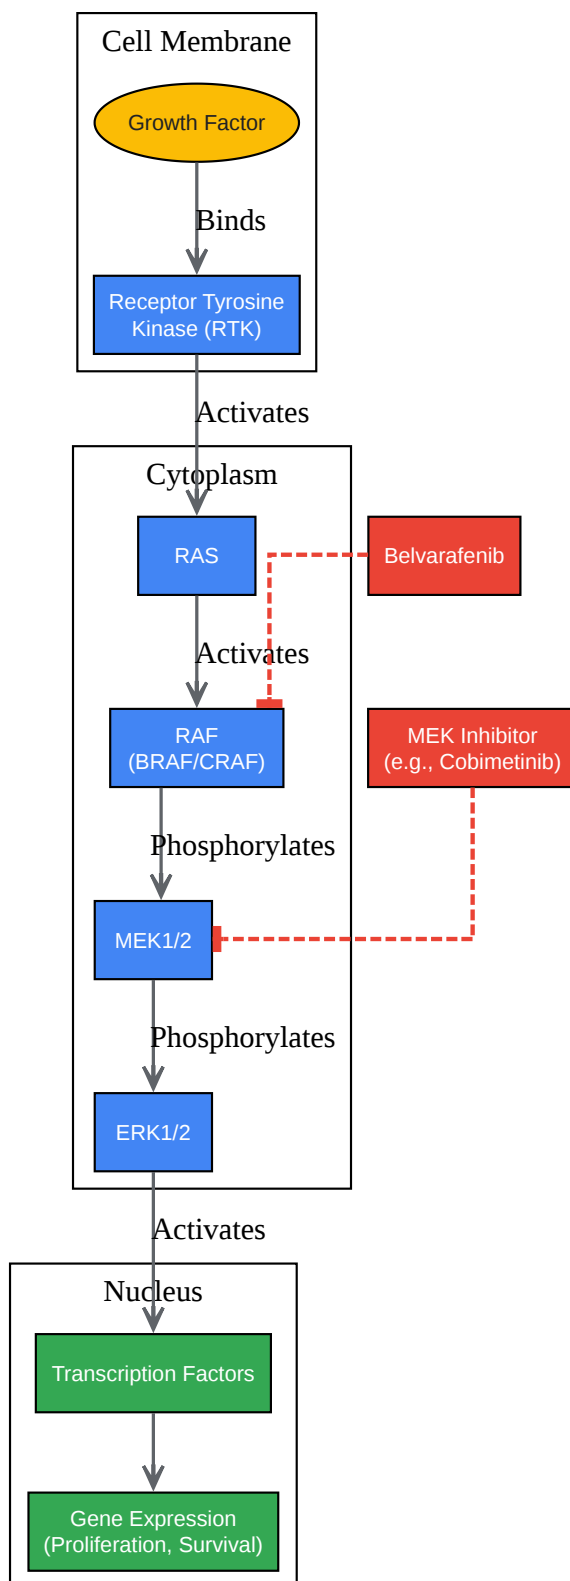 Cell Membrane
Growth Factor
Binds
Receptor Tyrosine
Kinase (RTK)
Activates
Cytoplasm
RAS
Belvarafenib
Activates
RAF
(BRAF/CRAF)
MEK Inhibitor
(e.g., Cobimetinib)
Phosphorylates
MEK1/2
Phosphorylates
ERK1/2
Activates
Nucleus
Transcription Factors
Gene Expression
(Proliferation, Survival)